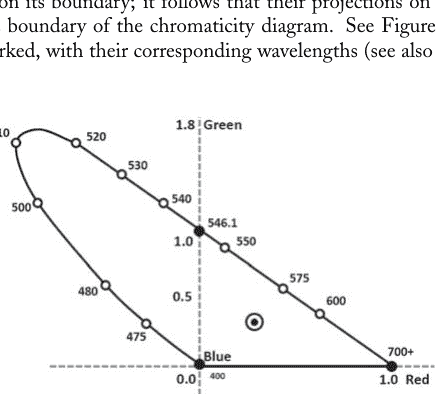 on its boundary; it follows that their projections on
boundary of the chromaticity diagram. See Figure
rked, with their corresponding wavelengths (see also
1.8 Green
10
520
530
540
500
546.1
1.0
550
0.5
575
480
600
475
Blue
700+
0.0
400
1.0 Red